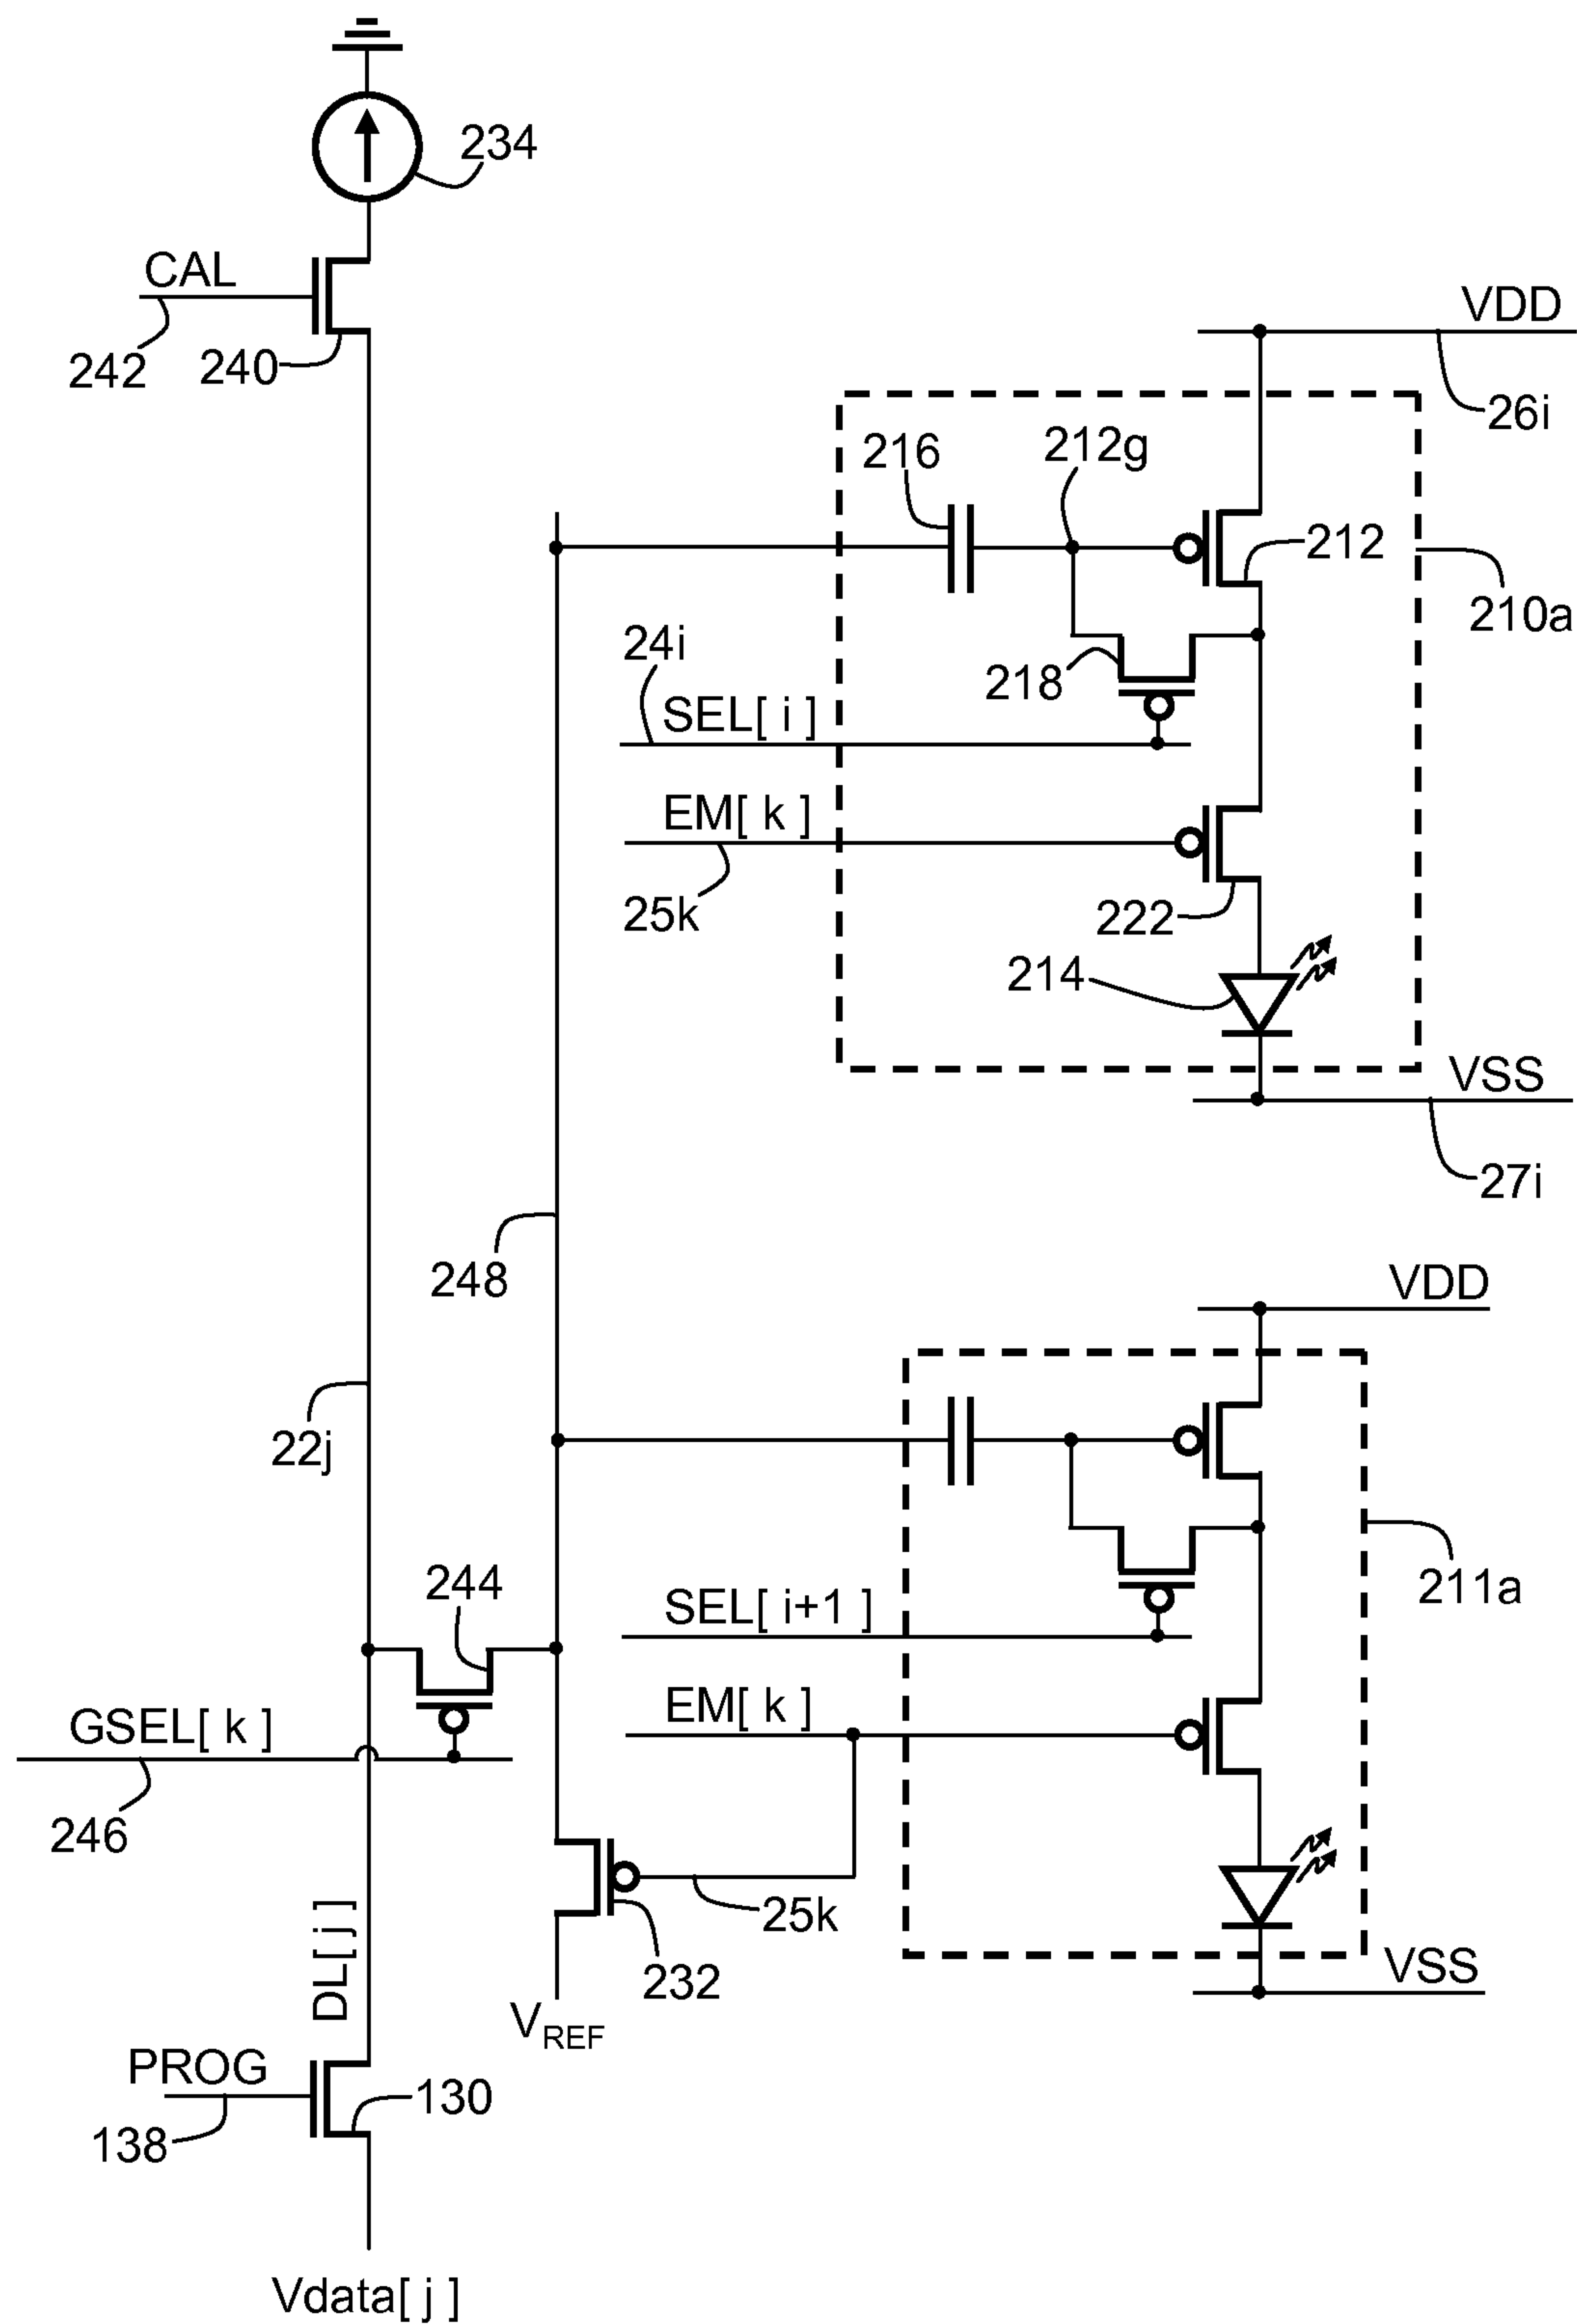 234
CAL
242
240
VDD
26i
216
212g
212
210a
24i
218
SEL[ i ]
EM[ k ]
25k
222
214
VSS
27i
248
VDD
22j
244
SEL[ i+1 ]
211a
GSEL[ k ]
EM[ k ]
246
25k
232
DL[ j ]
VSS
VREF
PROG
130
138
Vdata[ j ]